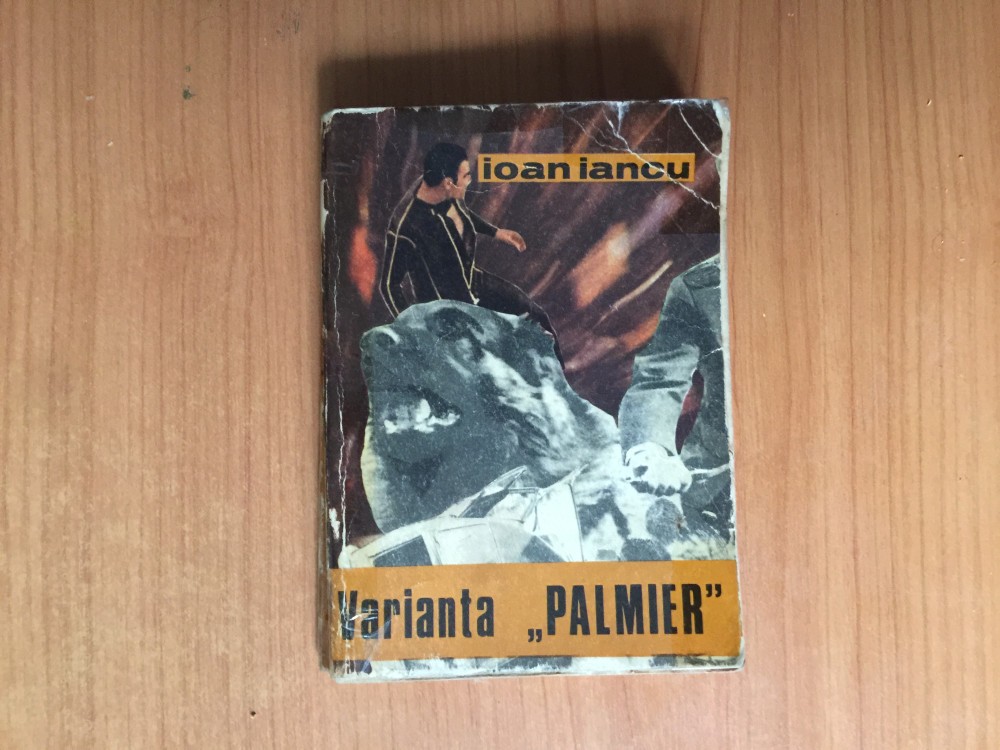 ioan iancu
Varianta „PALMIER”